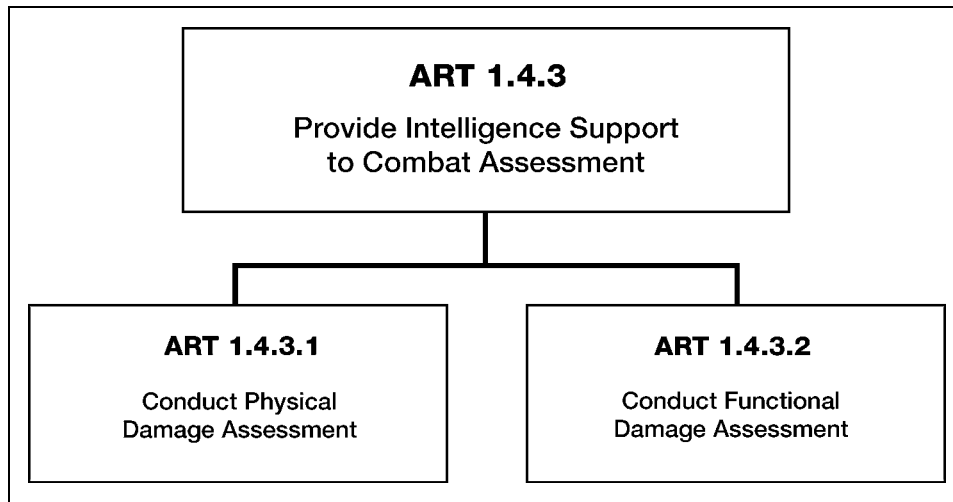 ART 1.4.3
Provide Intelligence Support
to Combat Assessment
ART 1.4.3.1
Conduct Physical
Damage Assessment
ART 1.4.3.2
Conduct Functional
Damage Assessment